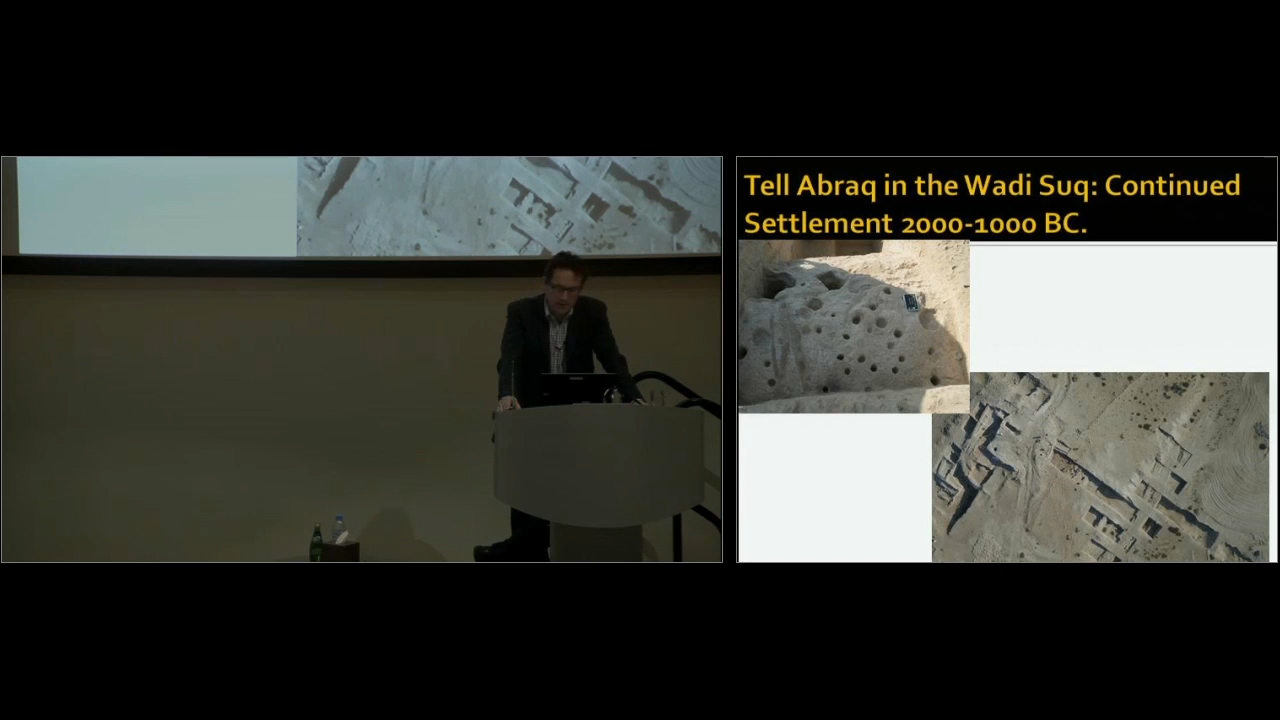 Tell Abraq in the Wadi Suq: Continued
Settlement 2000-1000 BC.